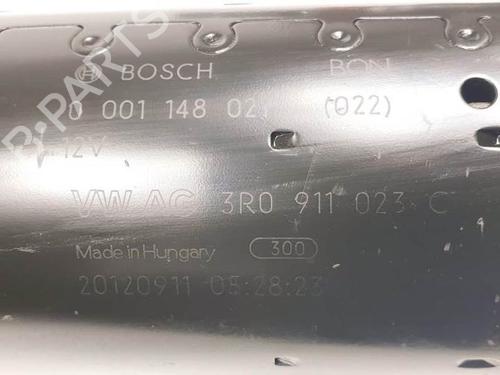 BOSCH BON
0 001 148 02 (022)
12V
VW AG 3R0 911 023 C
Made in Hungary 300
20120911 05:28:23
B-PARTS